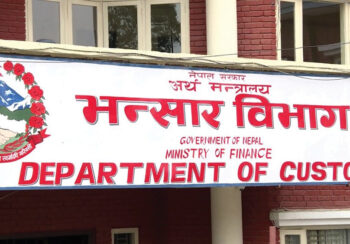 नेपाल सरकार
अर्थ मन्त्रालय
भन्सार विभाग
GOVERNMENT OF NEPAL
MINISTRY OF FINANCE
DEPARTMENT OF CUSTO